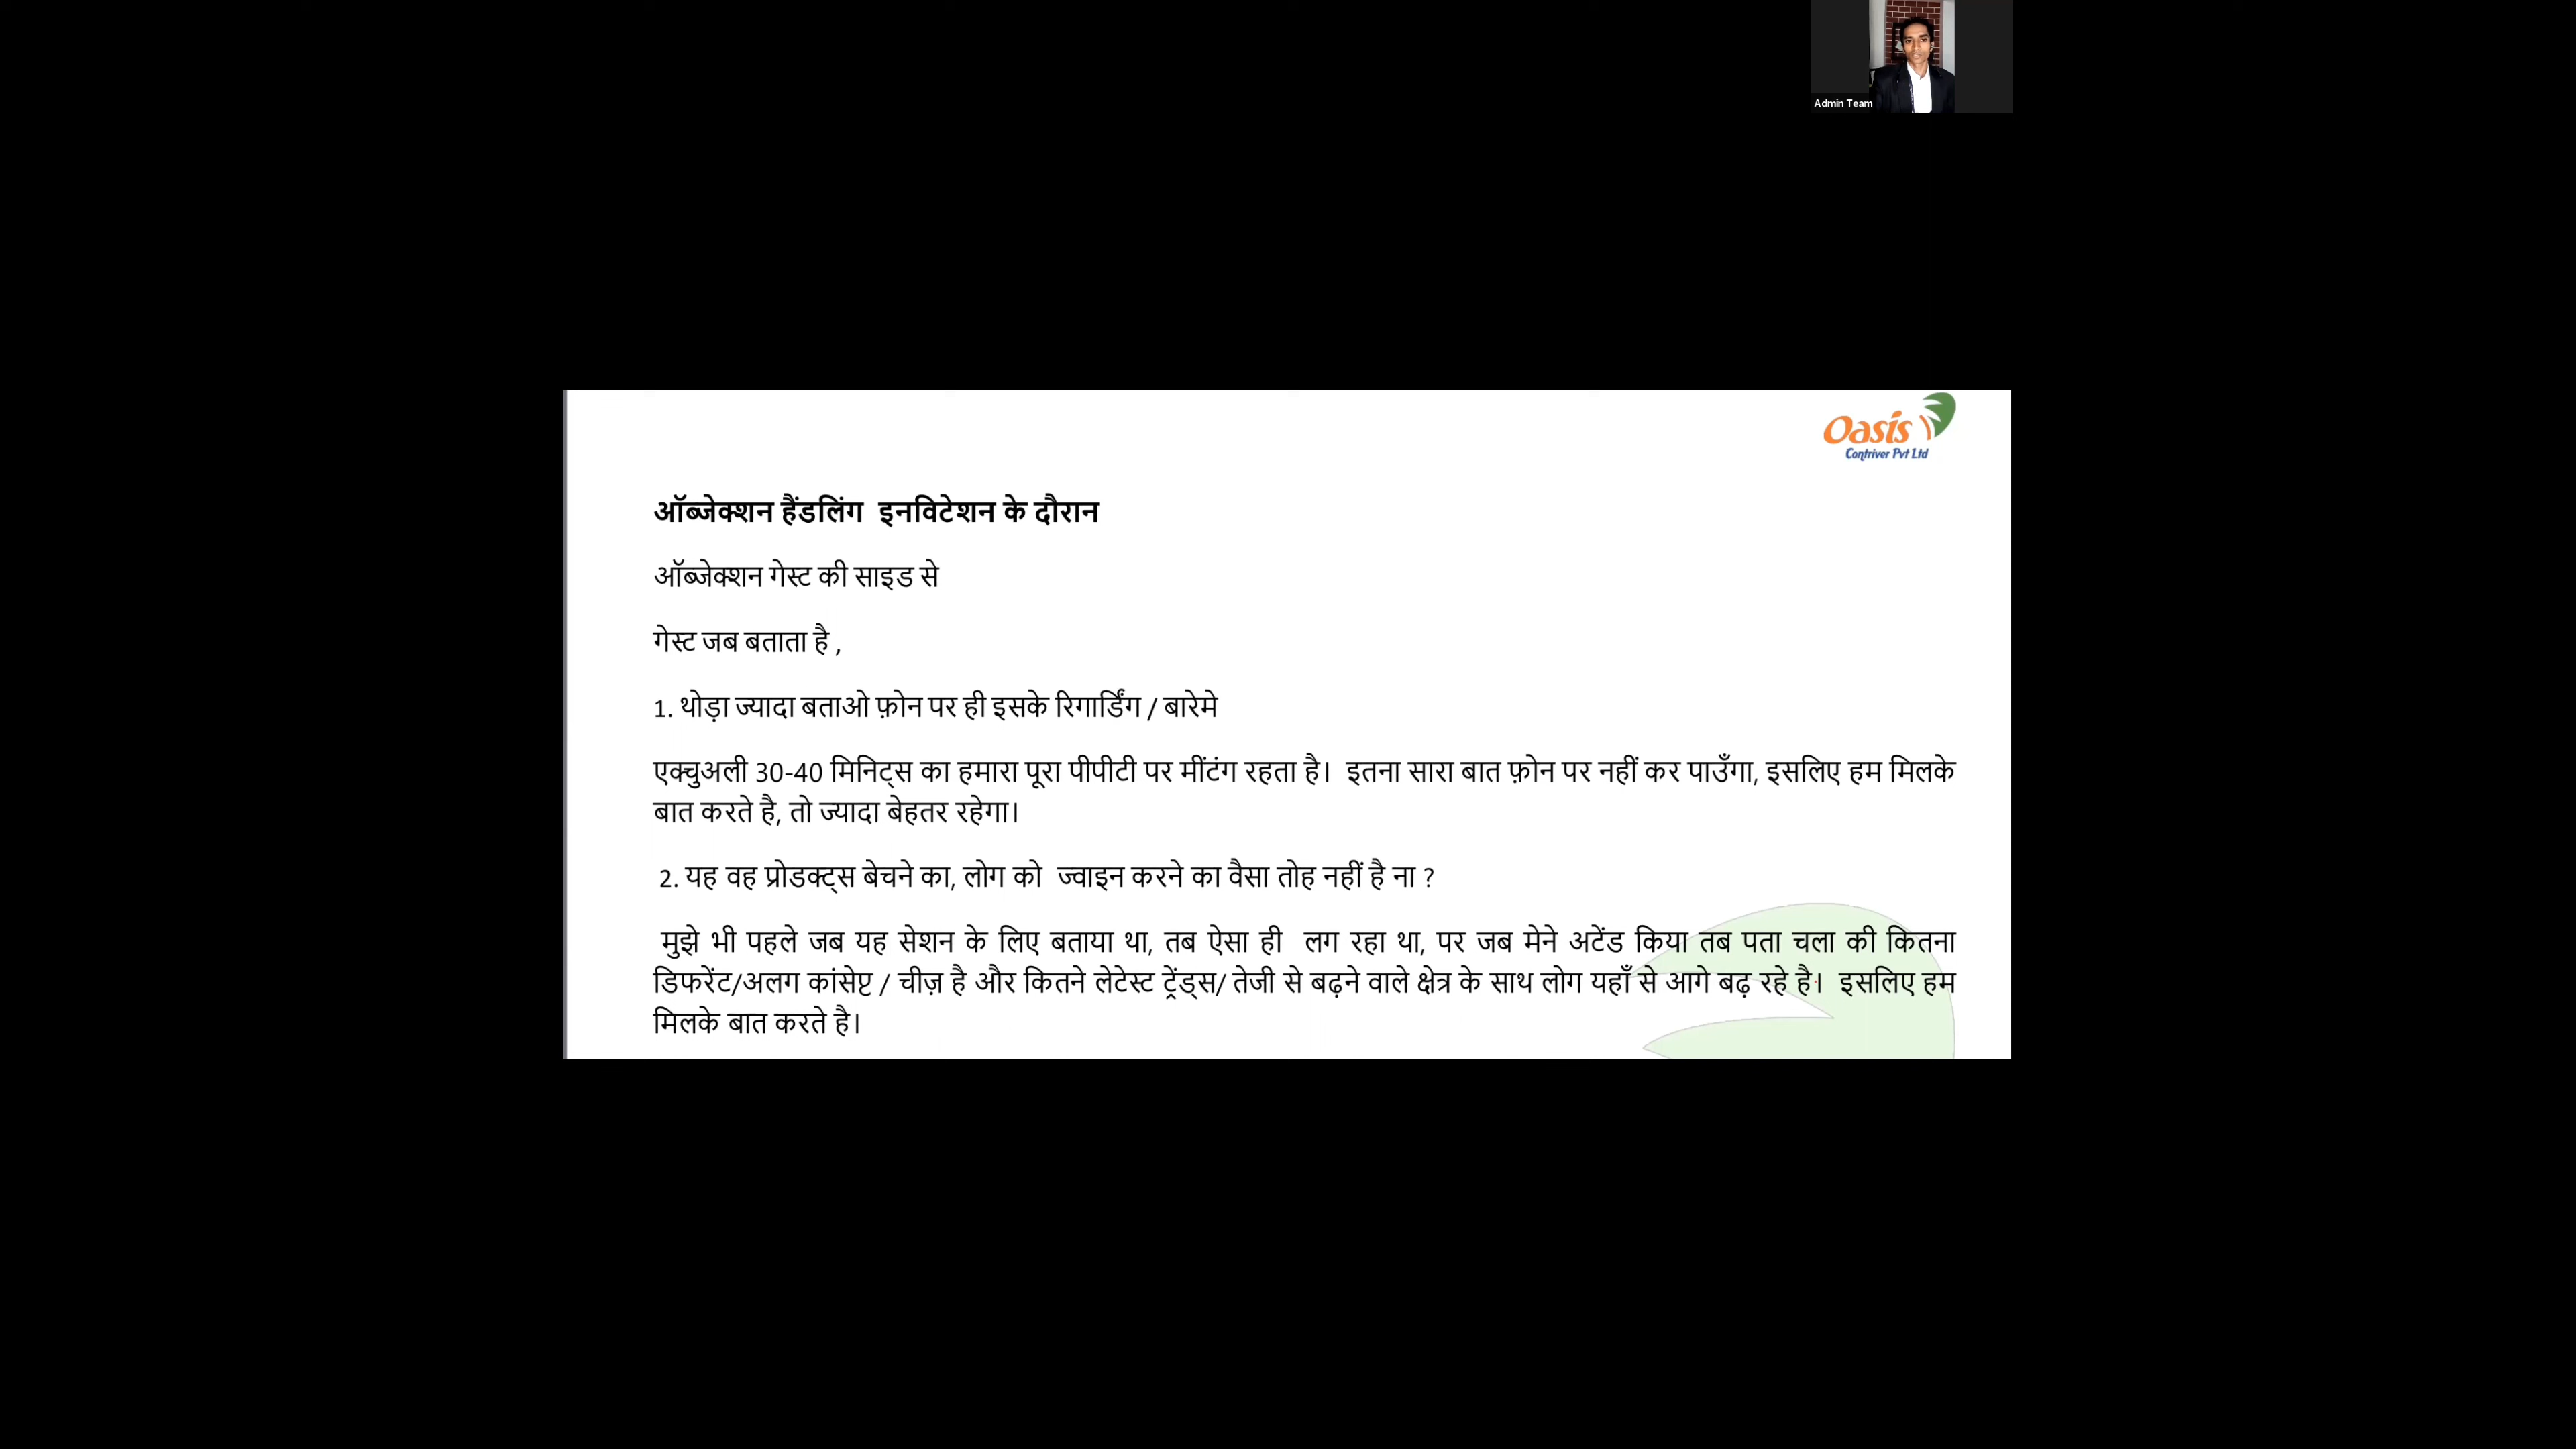 Admin Team
Oasis
Contriver Pvt Ltd
ऑब्जेक्शन हैंडलिंग इनविटेशन के दौरान
ऑब्जेक्शन गेस्ट की साइड से
गेस्ट जब बताता है ,
1. थोड़ा ज्यादा बताओ फ़ोन पर ही इसके रिगार्डिंग / बारेमे
एक्चुअली 30-40 मिनिट्स का हमारा पूरा पीपीटी पर मींटंग रहता है। इतना सारा बात फ़ोन पर नहीं कर पाउँगा, इसलिए हम मिलके
बात करते है, तो ज्यादा बेहतर रहेगा।
2. यह वह प्रोडक्ट्स बेचने का, लोग को ज्वाइन करने का वैसा तोह नहीं है ना ?
मुझे भी पहले जब यह सेशन के लिए बताया था, तब ऐसा ही लग रहा था, पर जब मेने अटेंड किया तब पता चला की कितना
डिफरेंट/अलग कांसेप्ट / चीज़ है और कितने लेटेस्ट ट्रेंड्स/ तेजी से बढ़ने वाले क्षेत्र के साथ लोग यहाँ से आगे बढ़ रहे है। इसलिए हम
मिलके बात करते है।